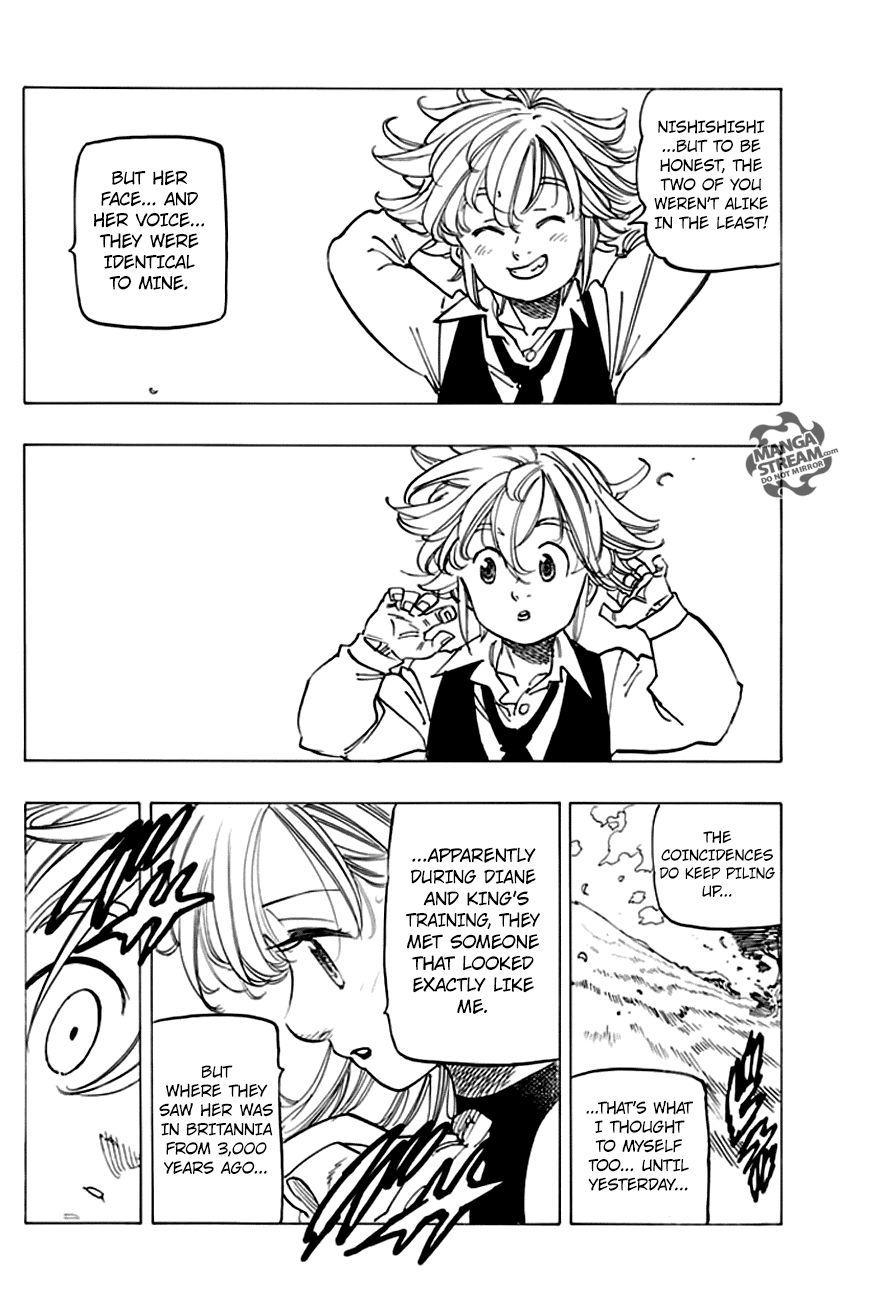 NISHISHISHI
...BUT TO BE
HONEST, THE
TWO OF YOU
WEREN'T ALIKE
IN THE LEAST!
BUT HER
FACE... AND
HER VOICE...
THEY WERE
IDENTICAL
TO MINE.
MANGA
STREAM.com
DO NOT MIRROR
THE
COINCIDENCES
DO KEEP PILING
UP...
...THAT'S WHAT
I THOUGHT
TO MYSELF
TOO... UNTIL
YESTERDAY...
...APPARENTLY
DURING DIANE
AND KING'S
TRAINING, THEY
MET SOMEONE
THAT LOOKED
EXACTLY LIKE
ME.
BUT
WHERE THEY
SAW HER WAS
IN BRITANNIA
FROM 3,000
YEARS AGO...